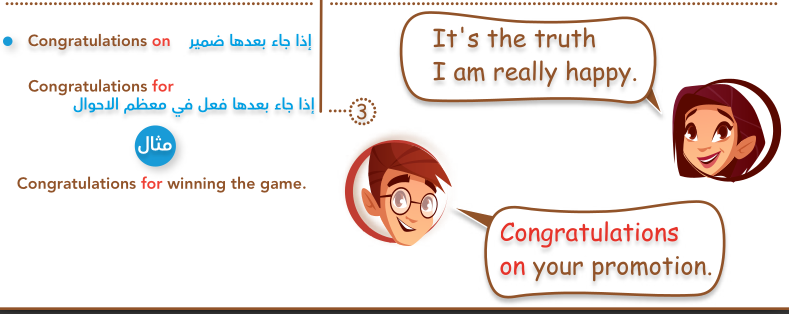 Congratulations on إذا جاء بعدها ضمير
Congratulations for
إذا جاء بعدها فعل في معظم الاحوال
مثال
Congratulations for winning the game.
3
It's the truth
I am really happy.
Congratulations
on your promotion.